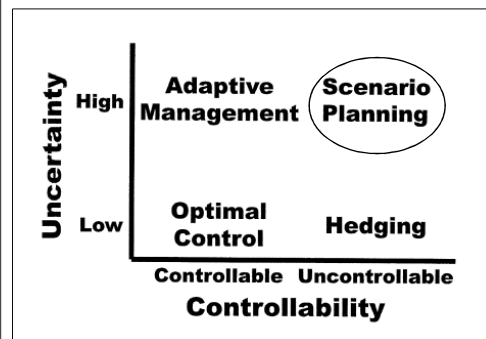 Uncertainty
High
Adaptive
Management
Scenario
Planning
Low
Optimal
Control
Hedging
Controllable Uncontrollable
Controllability